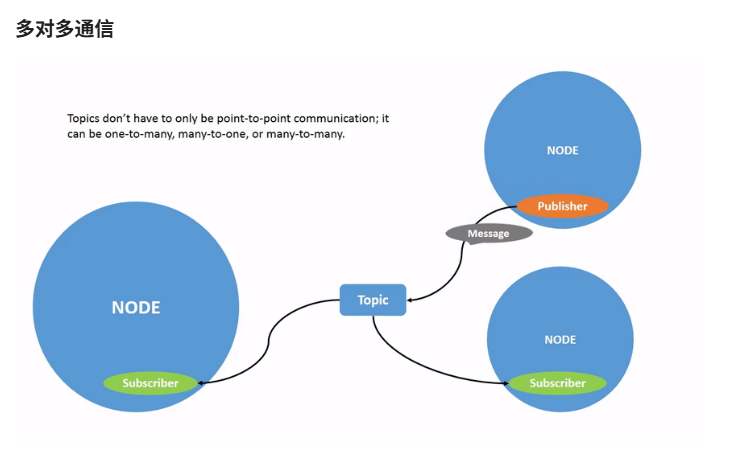 多对多通信
Topics don't have to only be point-to-point communication; it
can be one-to-many, many-to-one, or many-to-many.
NODE
Publisher
Message
NODE
Topic
NODE
Subscriber
Subscriber